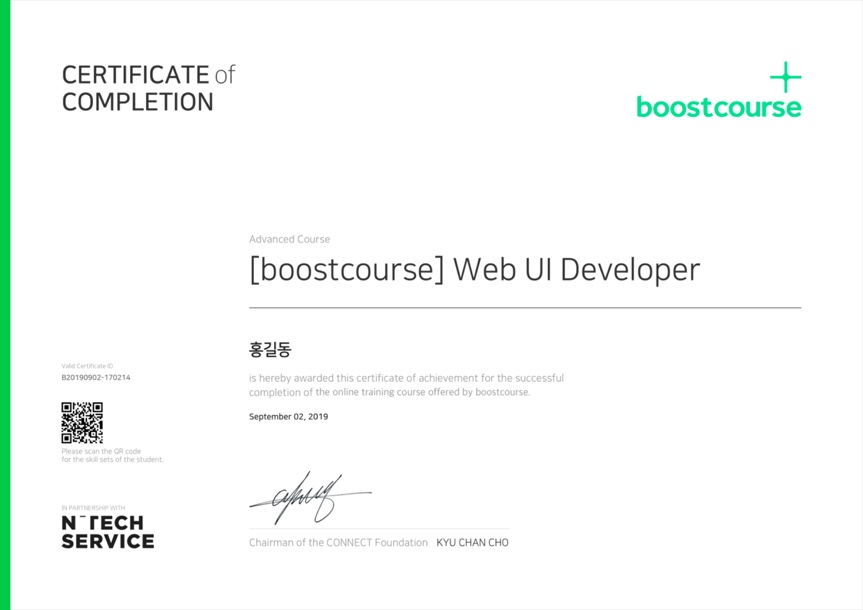 CERTIFICATE of
COMPLETION
boostcourse
Advanced Course
[boostcourse] Web UI Developer
홍길동
is hereby awarded this certificate of achievement for the successful
completion of the online training course offered by boostcourse.
September 02, 2019
Valid Certificate ID
B20190902-170214
Please scan the QR code
for the skill sets of the student.
IN PARTNERSHIP WITH
N TECH
SERVICE
Chairman of the CONNECT Foundation KYU CHAN CHO